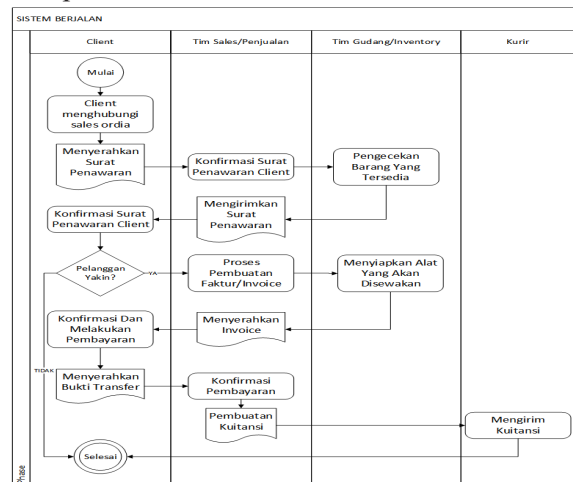 SISTEM BERJALAN
Client
Tim Sales/Penjualan
Tim Gudang/Inventory
Kurir
Mulai
Client
menghubungi
sales ordia
Menyerahkan
Surat
Penawaran
Konfirmasi Surat
Penawaran Client
Pengecekan
Barang Yang
Tersedia
Mengirimkan
Surat
Penawaran
Konfirmasi Surat
Penawaran Client
Pelanggan
Yakin?
YA
Proses
Pembuatan
Faktur/Invoice
Menyiapkan Alat
Yang Akan
Disewakan
Menyerahkan
Invoice
Konfirmasi Dan
Melakukan
Pembayaran
TIDAK
Menyerahkan
Bukti Transfer
Konfirmasi
Pembayaran
Pembuatan
Kuitansi
Mengirim
Kuitansi
Selesai
Phase